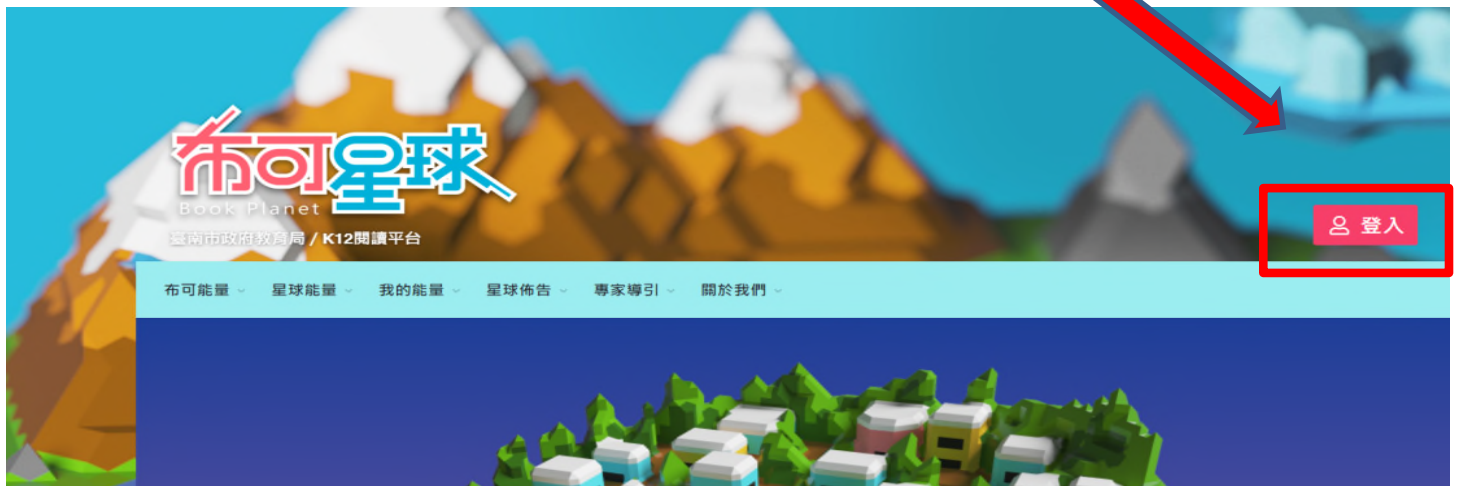 布可星球
Book Planet
臺南市政府教育局 / K12閱讀平台
登入
布可能量 星球能量 我的能量 星球佈告 專家導引 關於我們